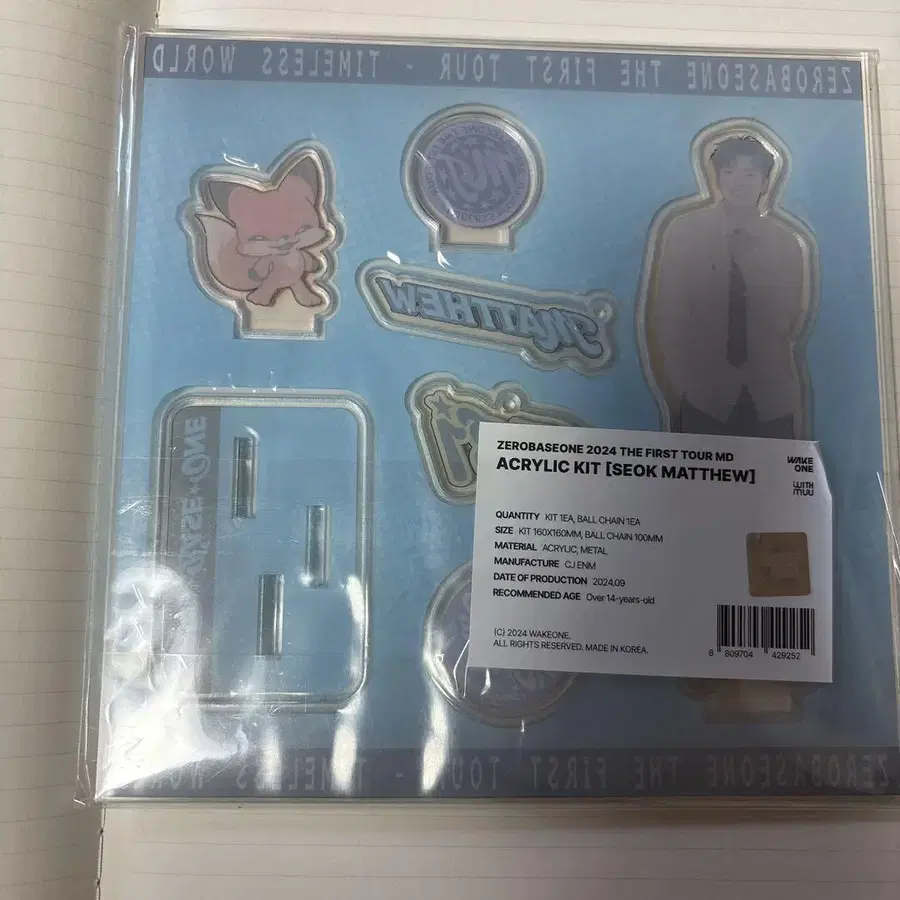 ZEROBASEONE THE FIRST TOUR - TIMELESS WORLD
MATTHEW
ZEROBASEONE 2024 THE FIRST TOUR MD
ACRYLIC KIT [SEOK MATTHEW]
WAKE
ONE
WITH
MUU
QUANTITY KIT 1EA, BALL CHAIN 1EA
SIZE KIT 160X160MM, BALL CHAIN 100MM
MATERIAL ACRYLIC, METAL
MANUFACTURE CJ ENM
DATE OF PRODUCTION 2024.09
RECOMMENDED AGE Over 14-years-old
(C) 2024 WAKEONE.
ALL RIGHTS RESERVED. MADE IN KOREA.
8 809704 429252
ZEROBASEONE THE FIRST TOUR - TIMELESS WORLD